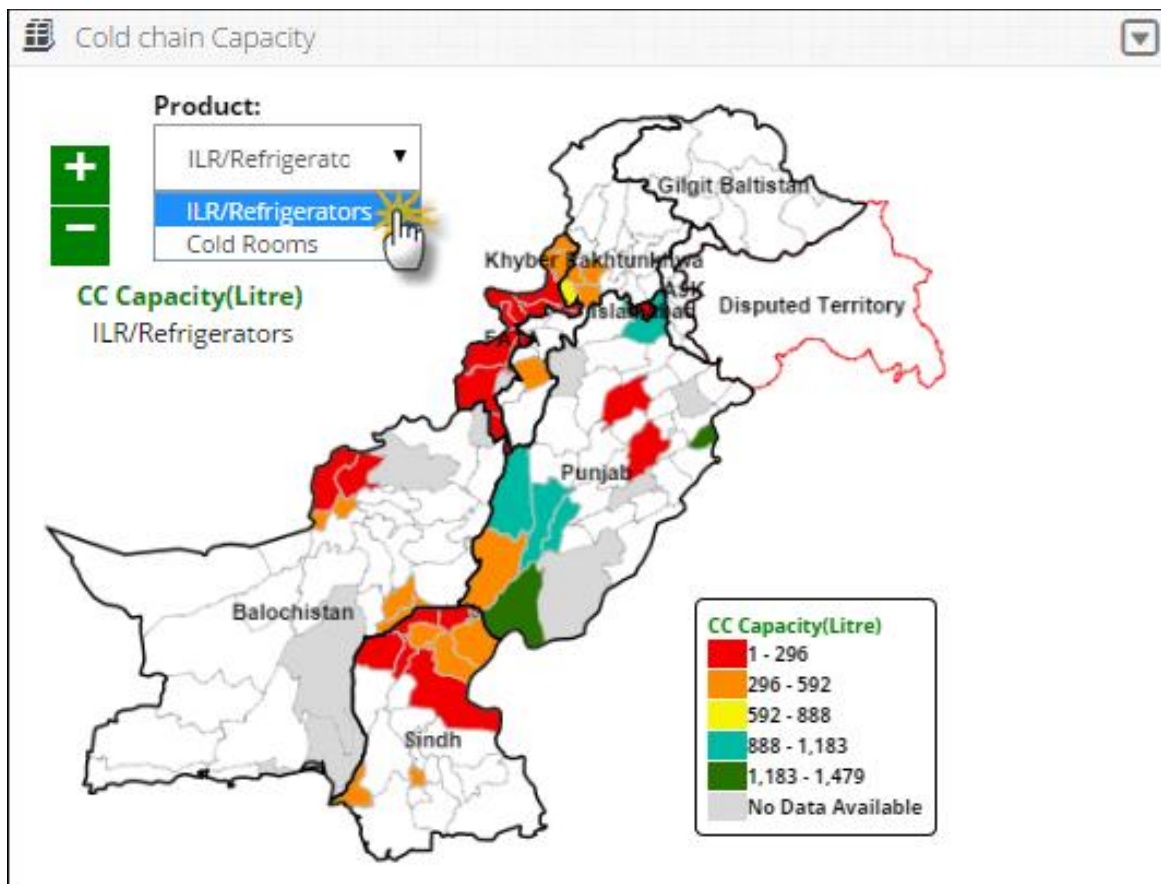 Cold chain Capacity
Product:
ILR/Refrigeratc
ILR/Refrigerators
Cold Rooms
+
−
CC Capacity(Litre)
ILR/Refrigerators
Gilgit Baltistan
Khyber Pakhtunkhwa
Disputed Territory
Punjab
Balochistan
Sindh
CC Capacity(Litre)
1 - 296
296 - 592
592 - 888
888 - 1,183
1,183 - 1,479
No Data Available